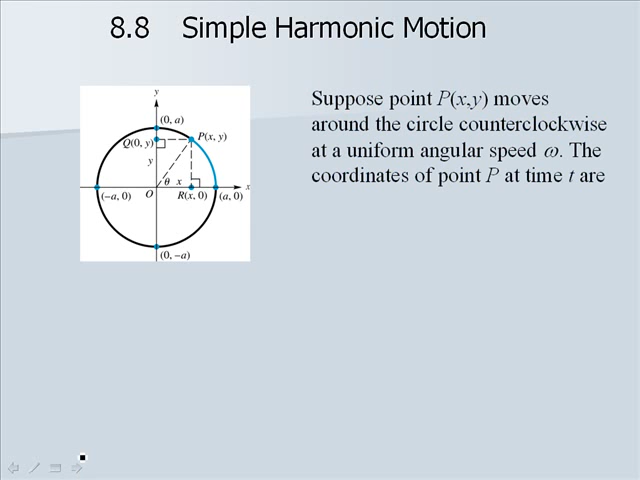 8.8 Simple Harmonic Motion
Suppose point P(x,y) moves
around the circle counterclockwise
at a uniform angular speed ω. The
coordinates of point P at time t are
y
(0, a)
Q(0, y)
P(x, y)
y
θ x
x
(−a, 0)
O
R(x, 0)
(a, 0)
(0, −a)